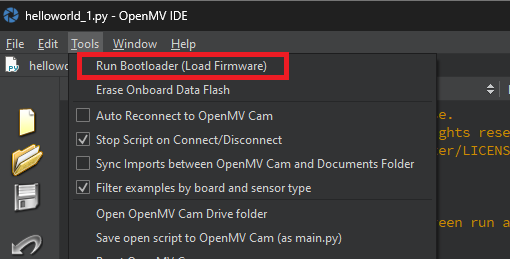 helloworld_1.py - OpenMV IDE
File Edit Tools Window Help
hellowo
Run Bootloader (Load Firmware)
Erase Onboard Data Flash
Auto Reconnect to OpenMV Cam
Stop Script on Connect/Disconnect
Sync Imports between OpenMV Cam and Documents Folder
Filter examples by board and sensor type
Open OpenMV Cam Drive folder
Save open script to OpenMV Cam (as main.py)
e.
ghts rese
er/LICENS
een run a